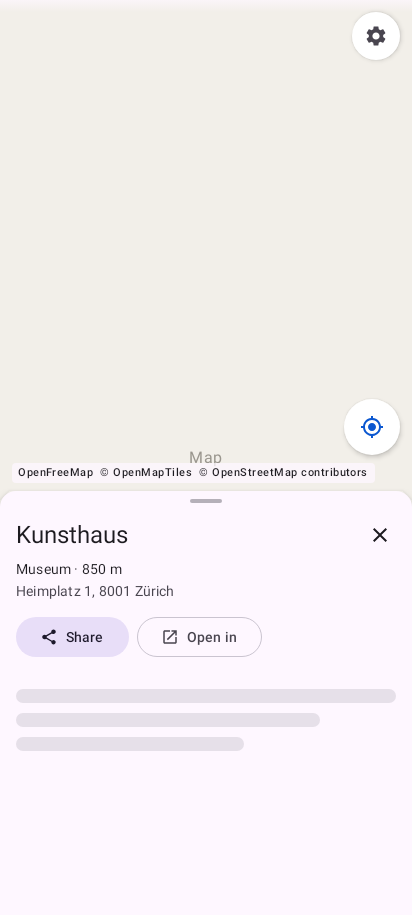 Map
OpenFreeMap © OpenMapTiles © OpenStreetMap contributors
Kunsthaus
Museum · 850 m
Heimplatz 1, 8001 Zürich
Share
Open in